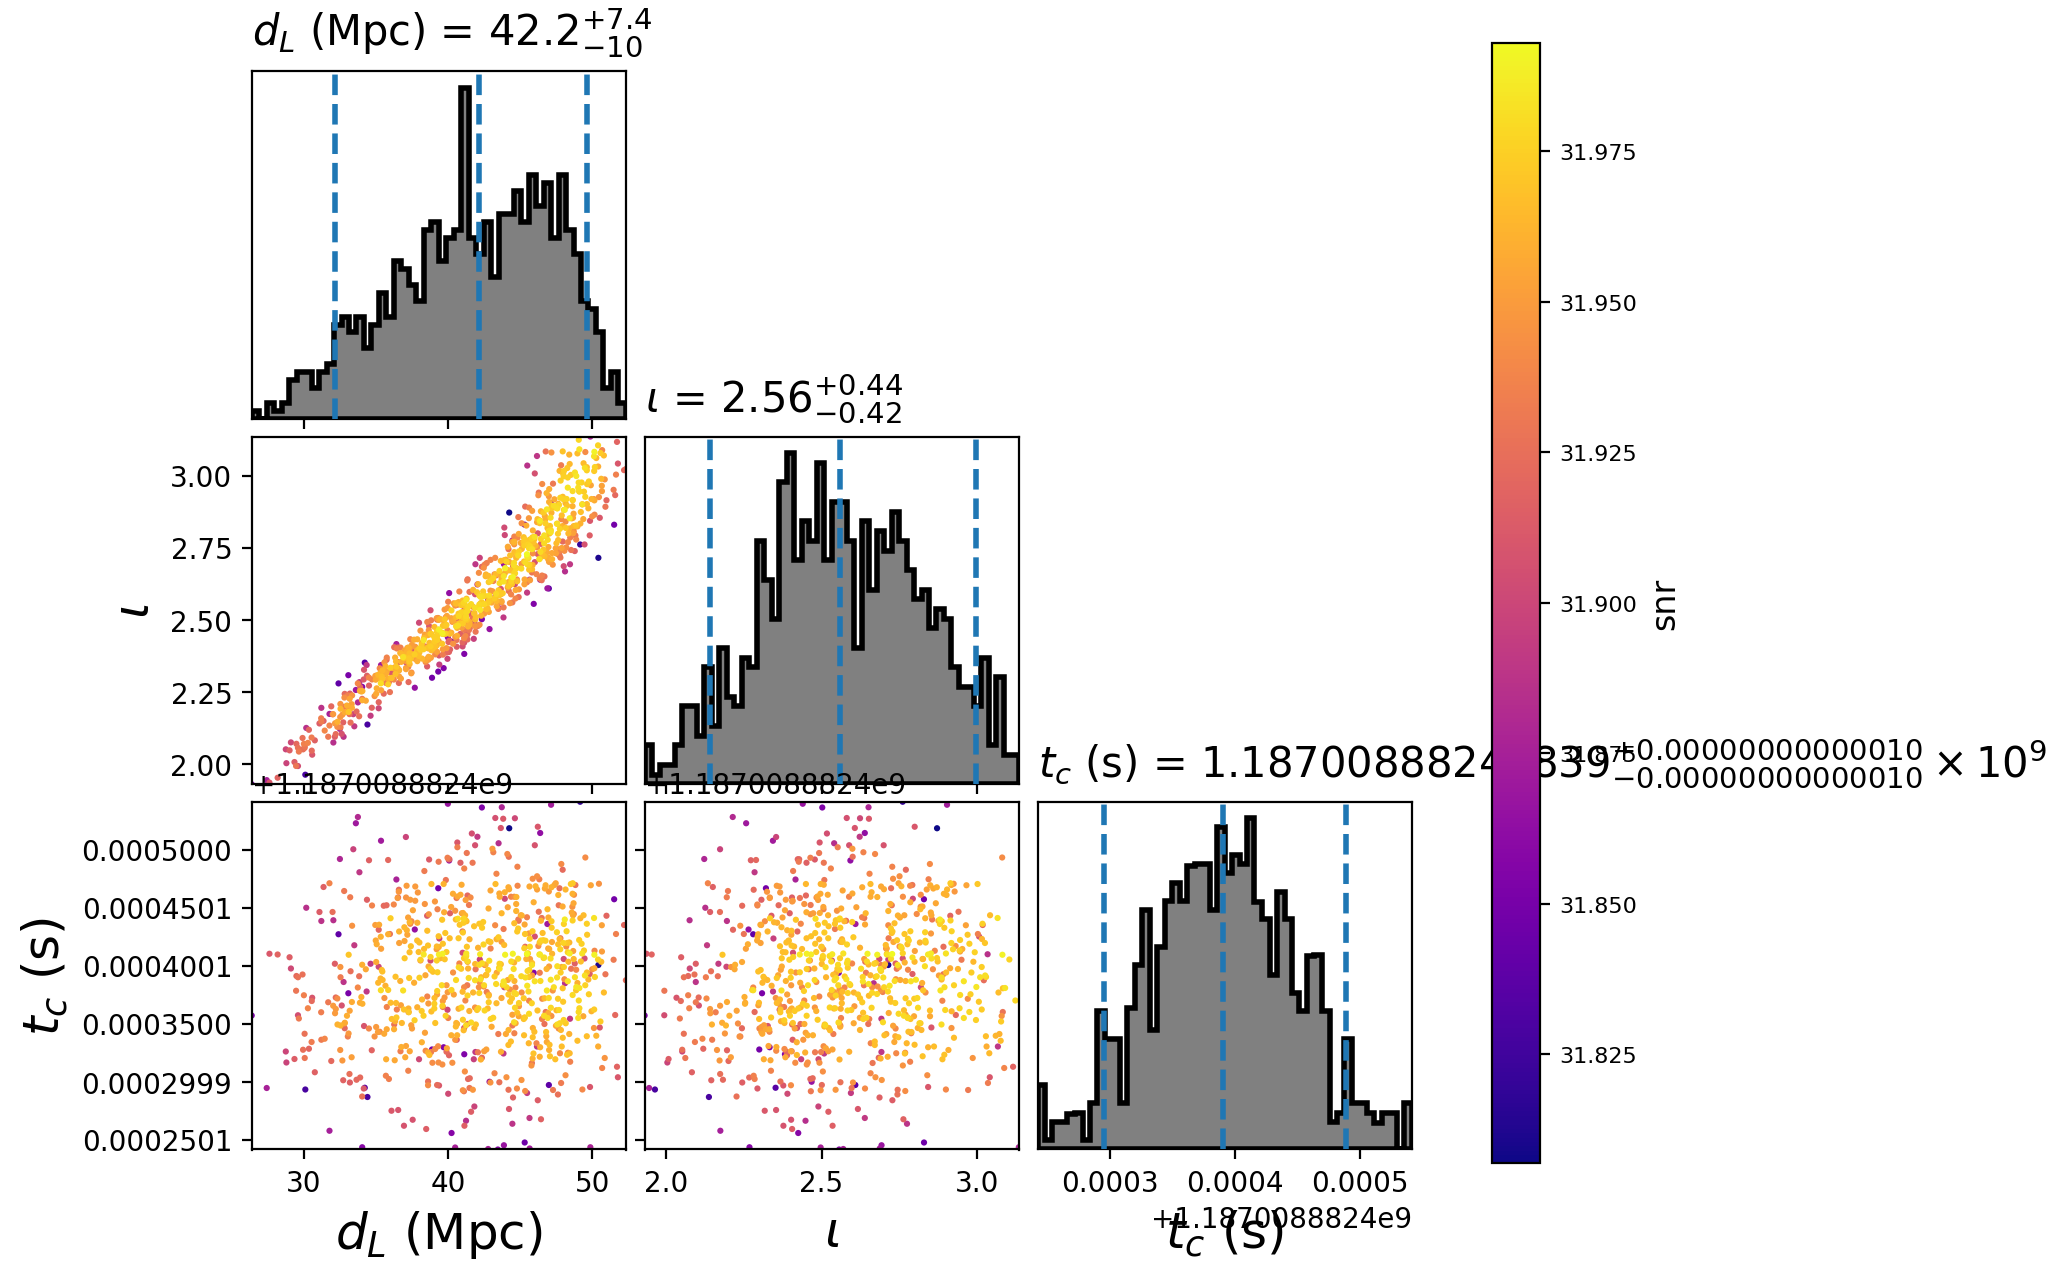 d_L (Mpc) = 42.2^{+7.4}_{−10}
ι = 2.56^{+0.44}_{−0.42}
3.00
2.75
2.50
2.25
2.00
ι
t_c (s) = 1.187008882
+0.00000000000010
−0.00000000000010 × 10^9
+1.1870088824e9
+1.1870088824e9
0.0005000
0.0004501
0.0004001
0.0003500
0.0002999
0.0002501
t_c (s)
30 40 50
2.0 2.5 3.0
0.0003 0.0004 0.0005
+1.1870088824e9
d_L (Mpc)
ι
t_c (s)
31.975
31.950
31.925
31.900
31.875
31.850
31.825
snr